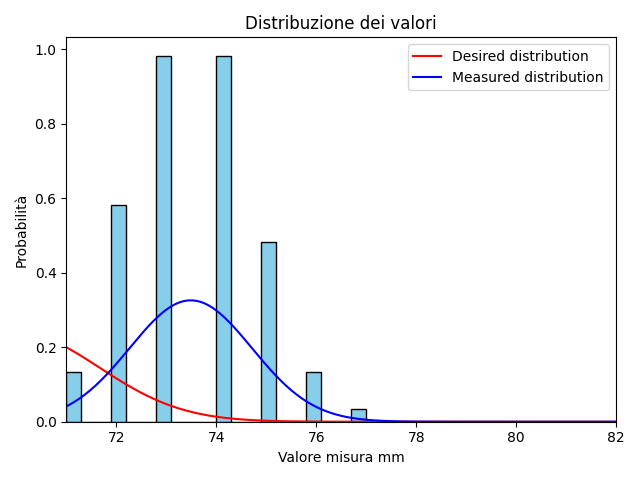 Distribuzione dei valori
Desired distribution
Measured distribution
Probabilità
1.0
0.8
0.6
0.4
0.2
0.0
72
74
76
78
80
82
Valore misura mm